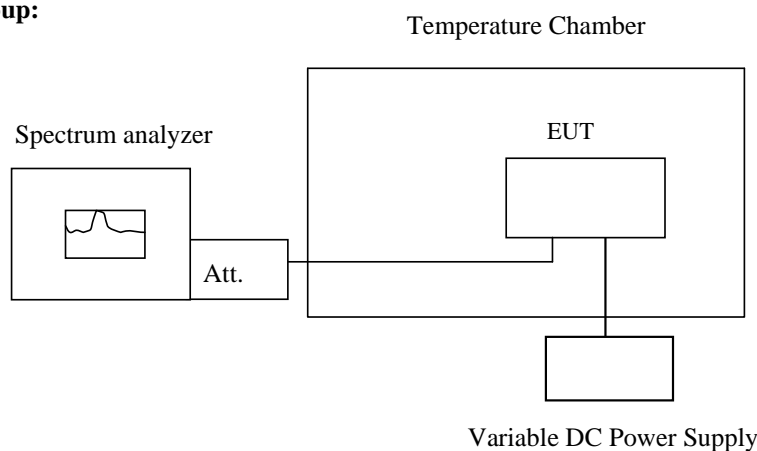 up:
Temperature Chamber
Spectrum analyzer
EUT
Att.
Variable DC Power Supply